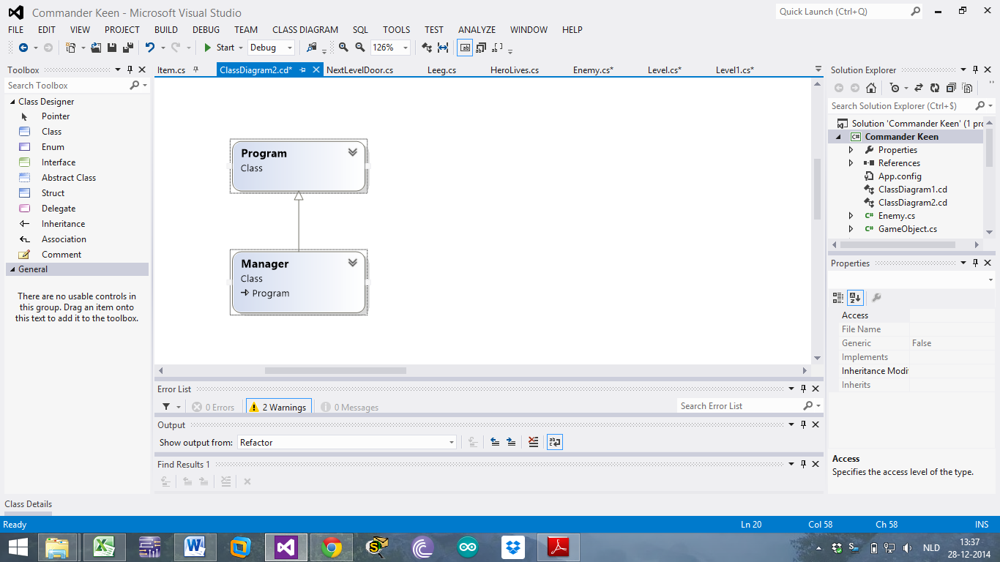 Commander Keen - Microsoft Visual Studio
Quick Launch (Ctrl+Q)
FILE EDIT VIEW PROJECT BUILD DEBUG TEAM CLASS DIAGRAM SQL TOOLS TEST ANALYZE WINDOW HELP
Start Debug 126%
Toolbox
Search Toolbox
Class Designer
Pointer
Class
Enum
Interface
Abstract Class
Struct
Delegate
Inheritance
Association
Comment
General
There are no usable controls in
this group. Drag an item onto
this text to add it to the toolbox.
Item.cs ClassDiagram2.cd* NextLevelDoor.cs Leeg.cs HeroLives.cs Enemy.cs* Level.cs* Level1.cs*
Program
Class
Manager
Class
Program
Solution Explorer
Search Solution Explorer (Ctrl+$)
Solution 'Commander Keen' (1 pro
C# Commander Keen
Properties
References
App.config
ClassDiagram1.cd
ClassDiagram2.cd
C# Enemy.cs
C# GameObject.cs
Properties
Access
File Name
Generic False
Implements
Inheritance Modi
Inherits
Access
Specifies the access level of the type.
Error List
0 Errors 2 Warnings 0 Messages
Search Error List
Output
Show output from: Refactor
Find Results 1
Class Details
Ready Ln 20 Col 58 Ch 58 INS
NLD
13:37
28-12-2014